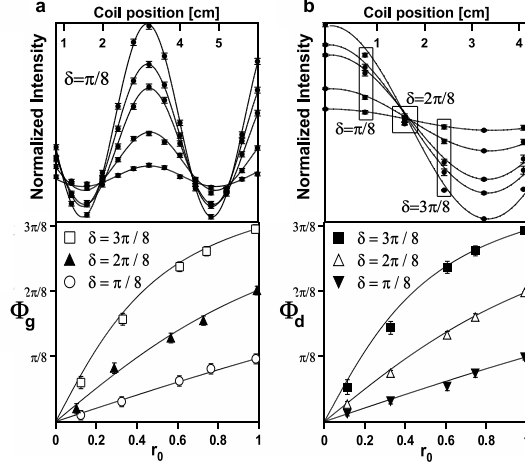 a
Coil position [cm]
1 2 4 5
Normalized Intensity
δ=π/8
b
Coil position [cm]
1 2 3 4
Normalized Intensity
δ=2π/8
δ=π/8
δ=3π/8
3π/8
2π/8
π/8
Φg
δ = 3π / 8
δ = 2π / 8
δ = π / 8
0 0.2 0.4 0.6 0.8 1
r0
3π/8
2π/8
π/8
Φd
δ = 3π / 8
δ = 2π / 8
δ = π / 8
0 0.2 0.4 0.6 0.8 1
r0